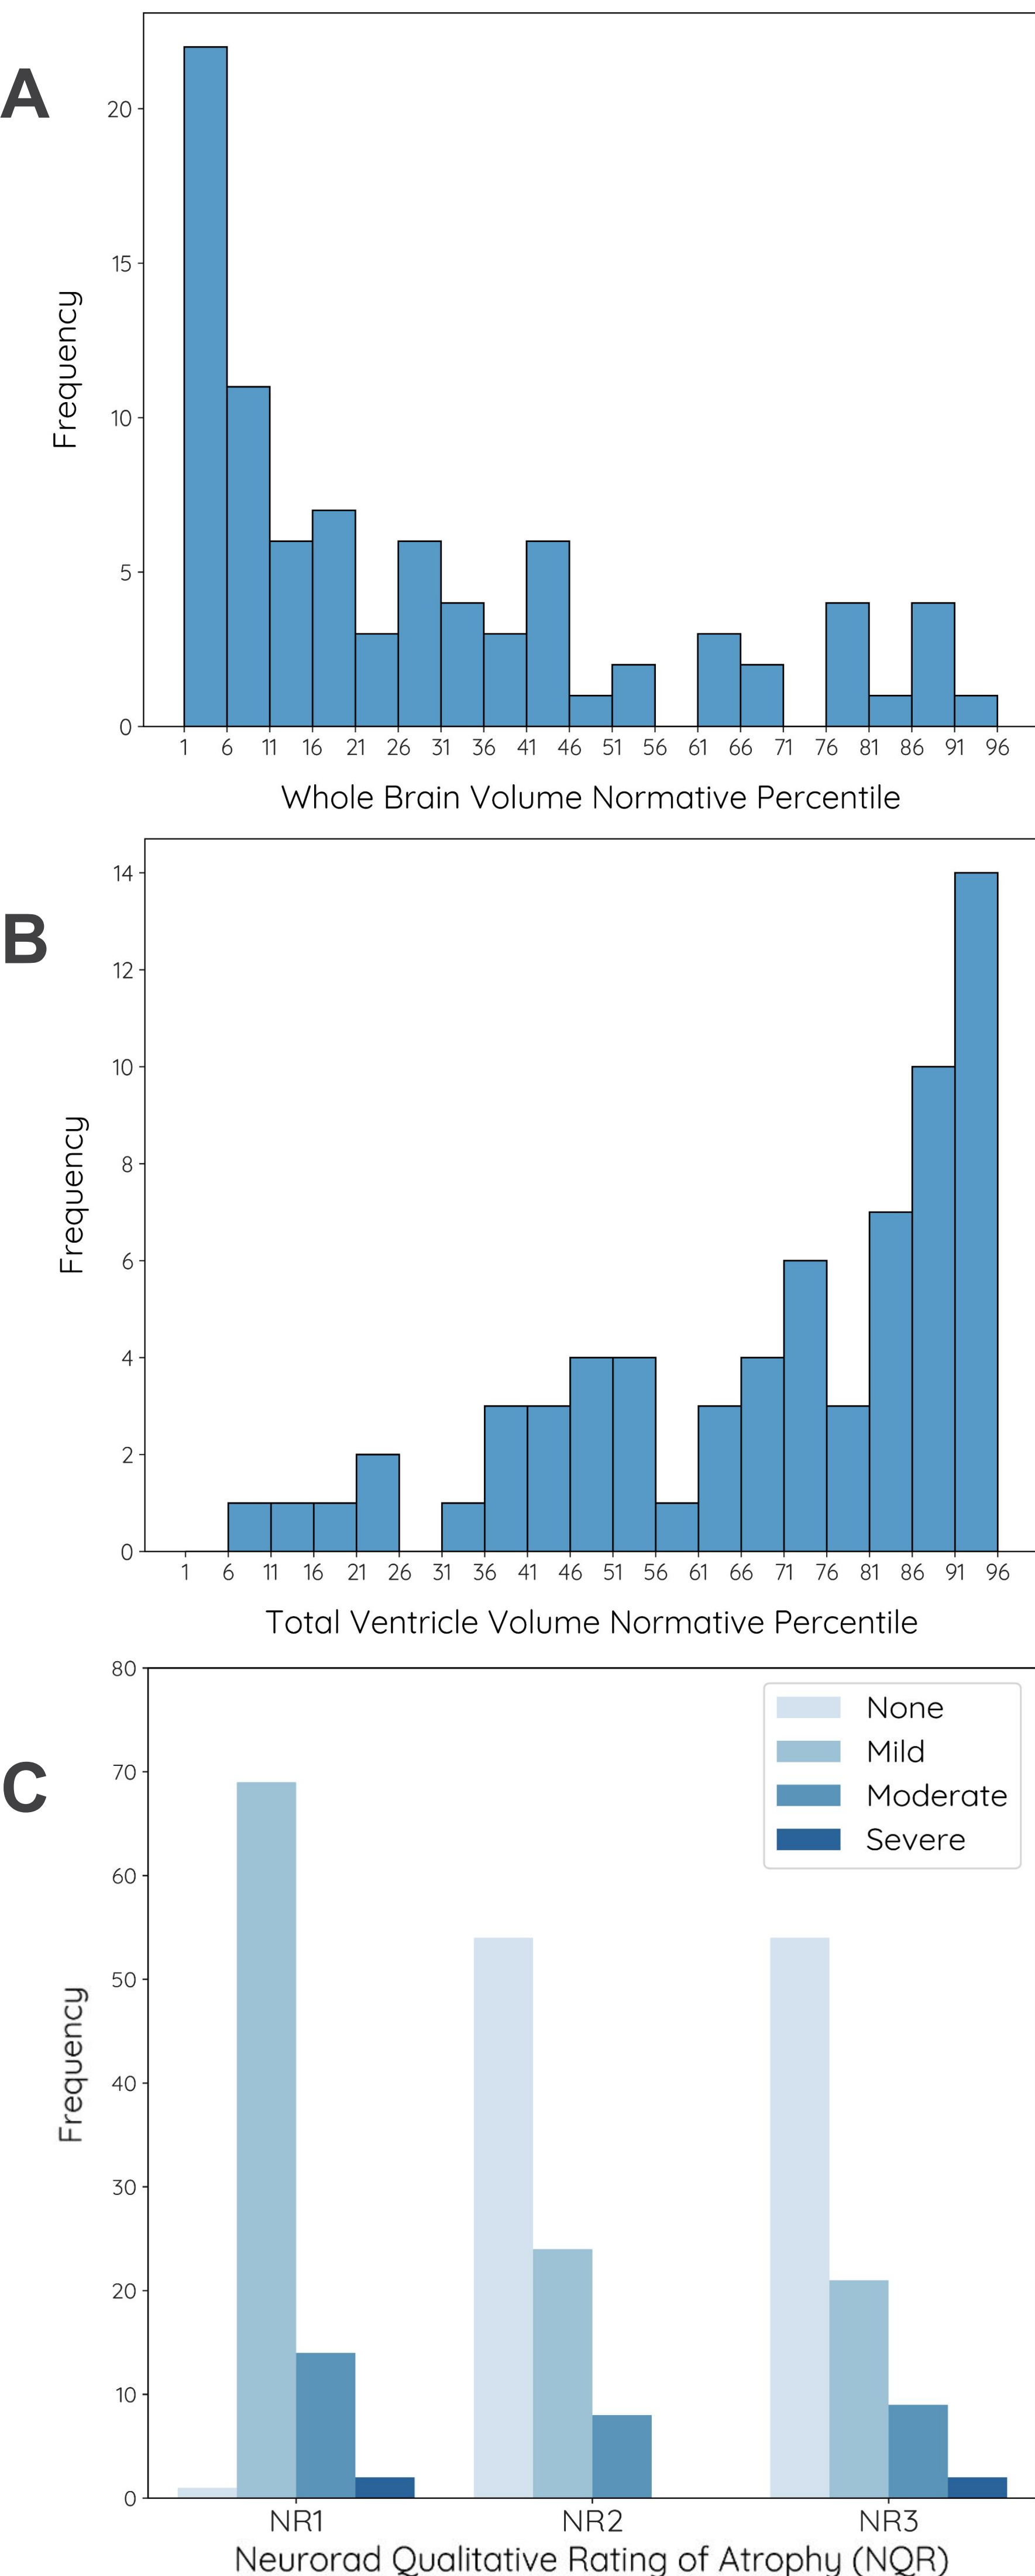 A
20
15
10
5
0
Frequency
1 6 11 16 21 26 31 36 41 46 51 56 61 66 71 76 81 86 91 96
Whole Brain Volume Normative Percentile
B
14
12
10
8
6
4
2
0
Frequency
1 6 11 16 21 26 31 36 41 46 51 56 61 66 71 76 81 86 91 96
Total Ventricle Volume Normative Percentile
C
80
70
60
50
40
30
20
10
0
Frequency
None
Mild
Moderate
Severe
NR1 NR2 NR3
Neurorad Qualitative Rating of Atrophy (NQR)